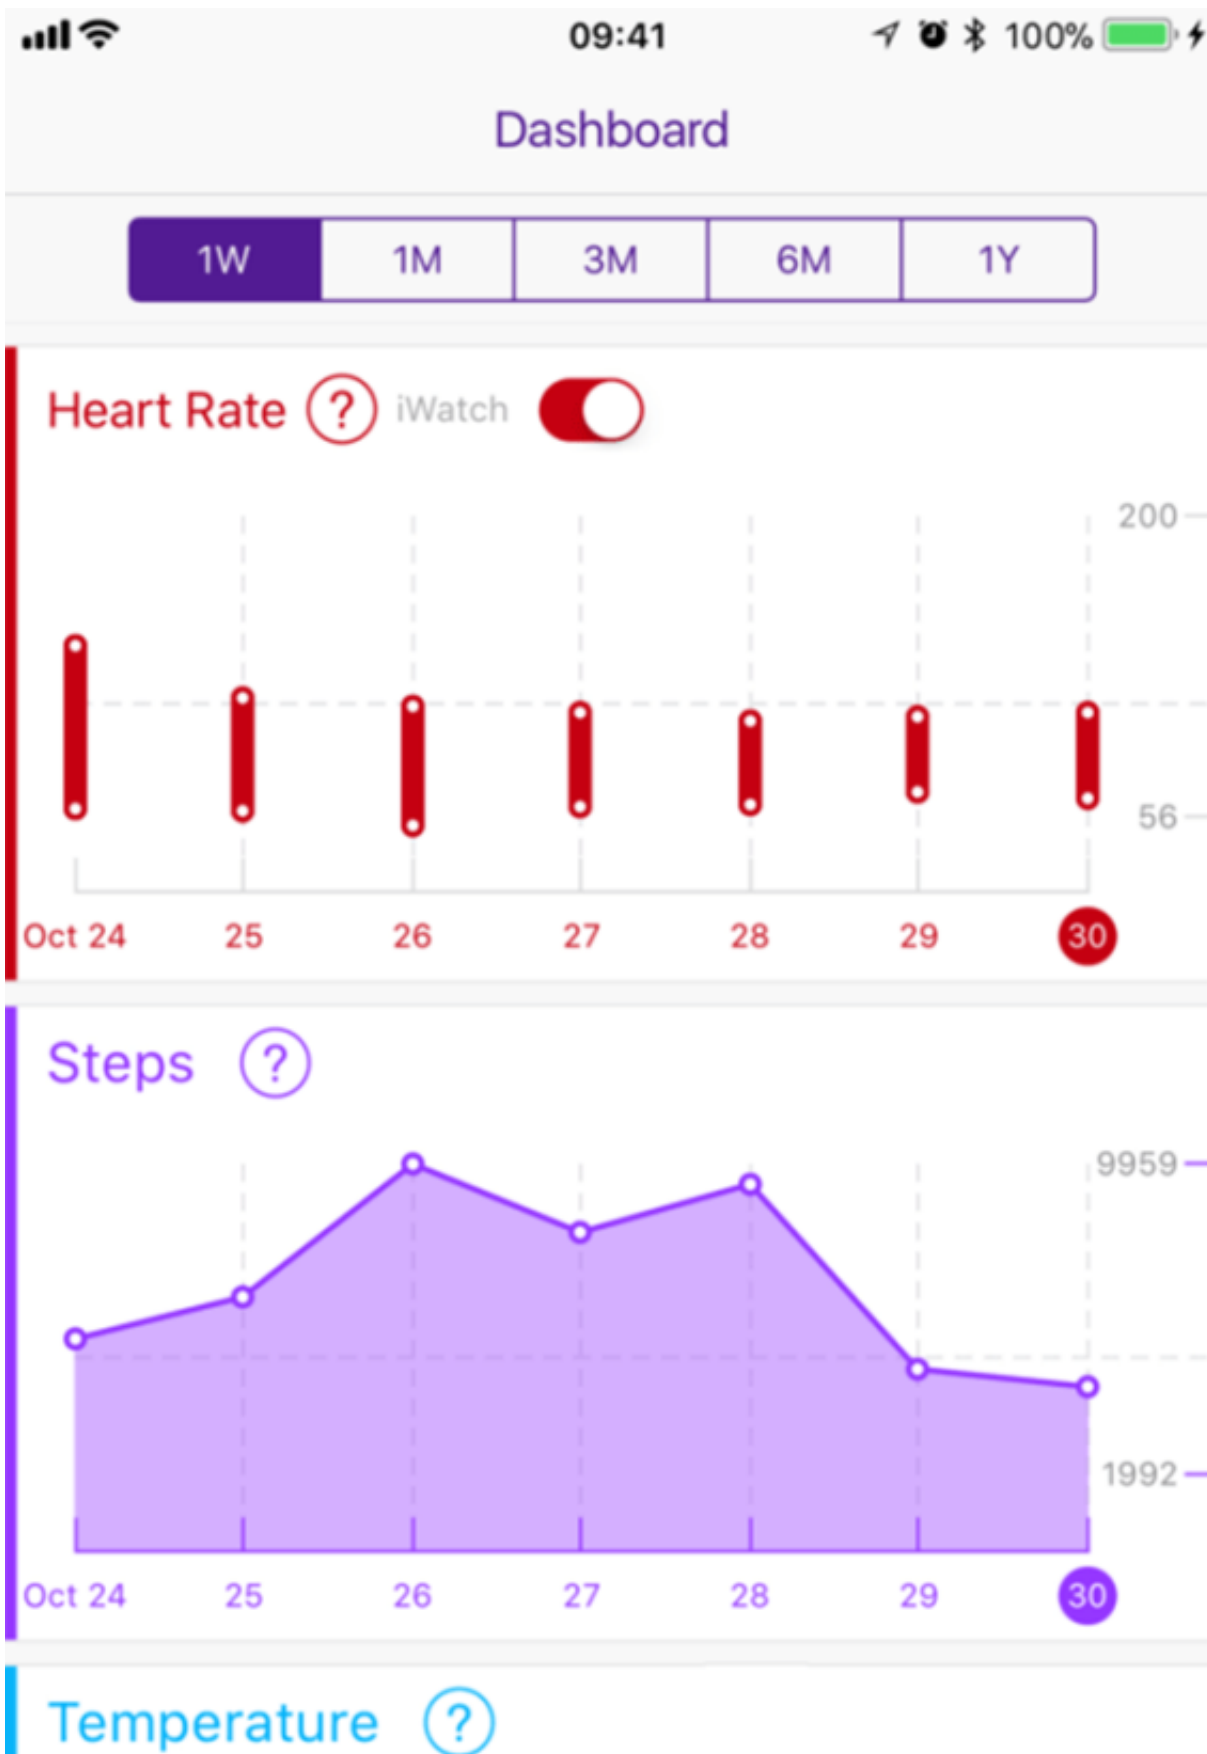 09:41 100%
Dashboard
1W 1M 3M 6M 1Y
Heart Rate ? iWatch
200
56
Oct 24 25 26 27 28 29 30
Steps ?
9959
1992
Oct 24 25 26 27 28 29 30
Temperature ?